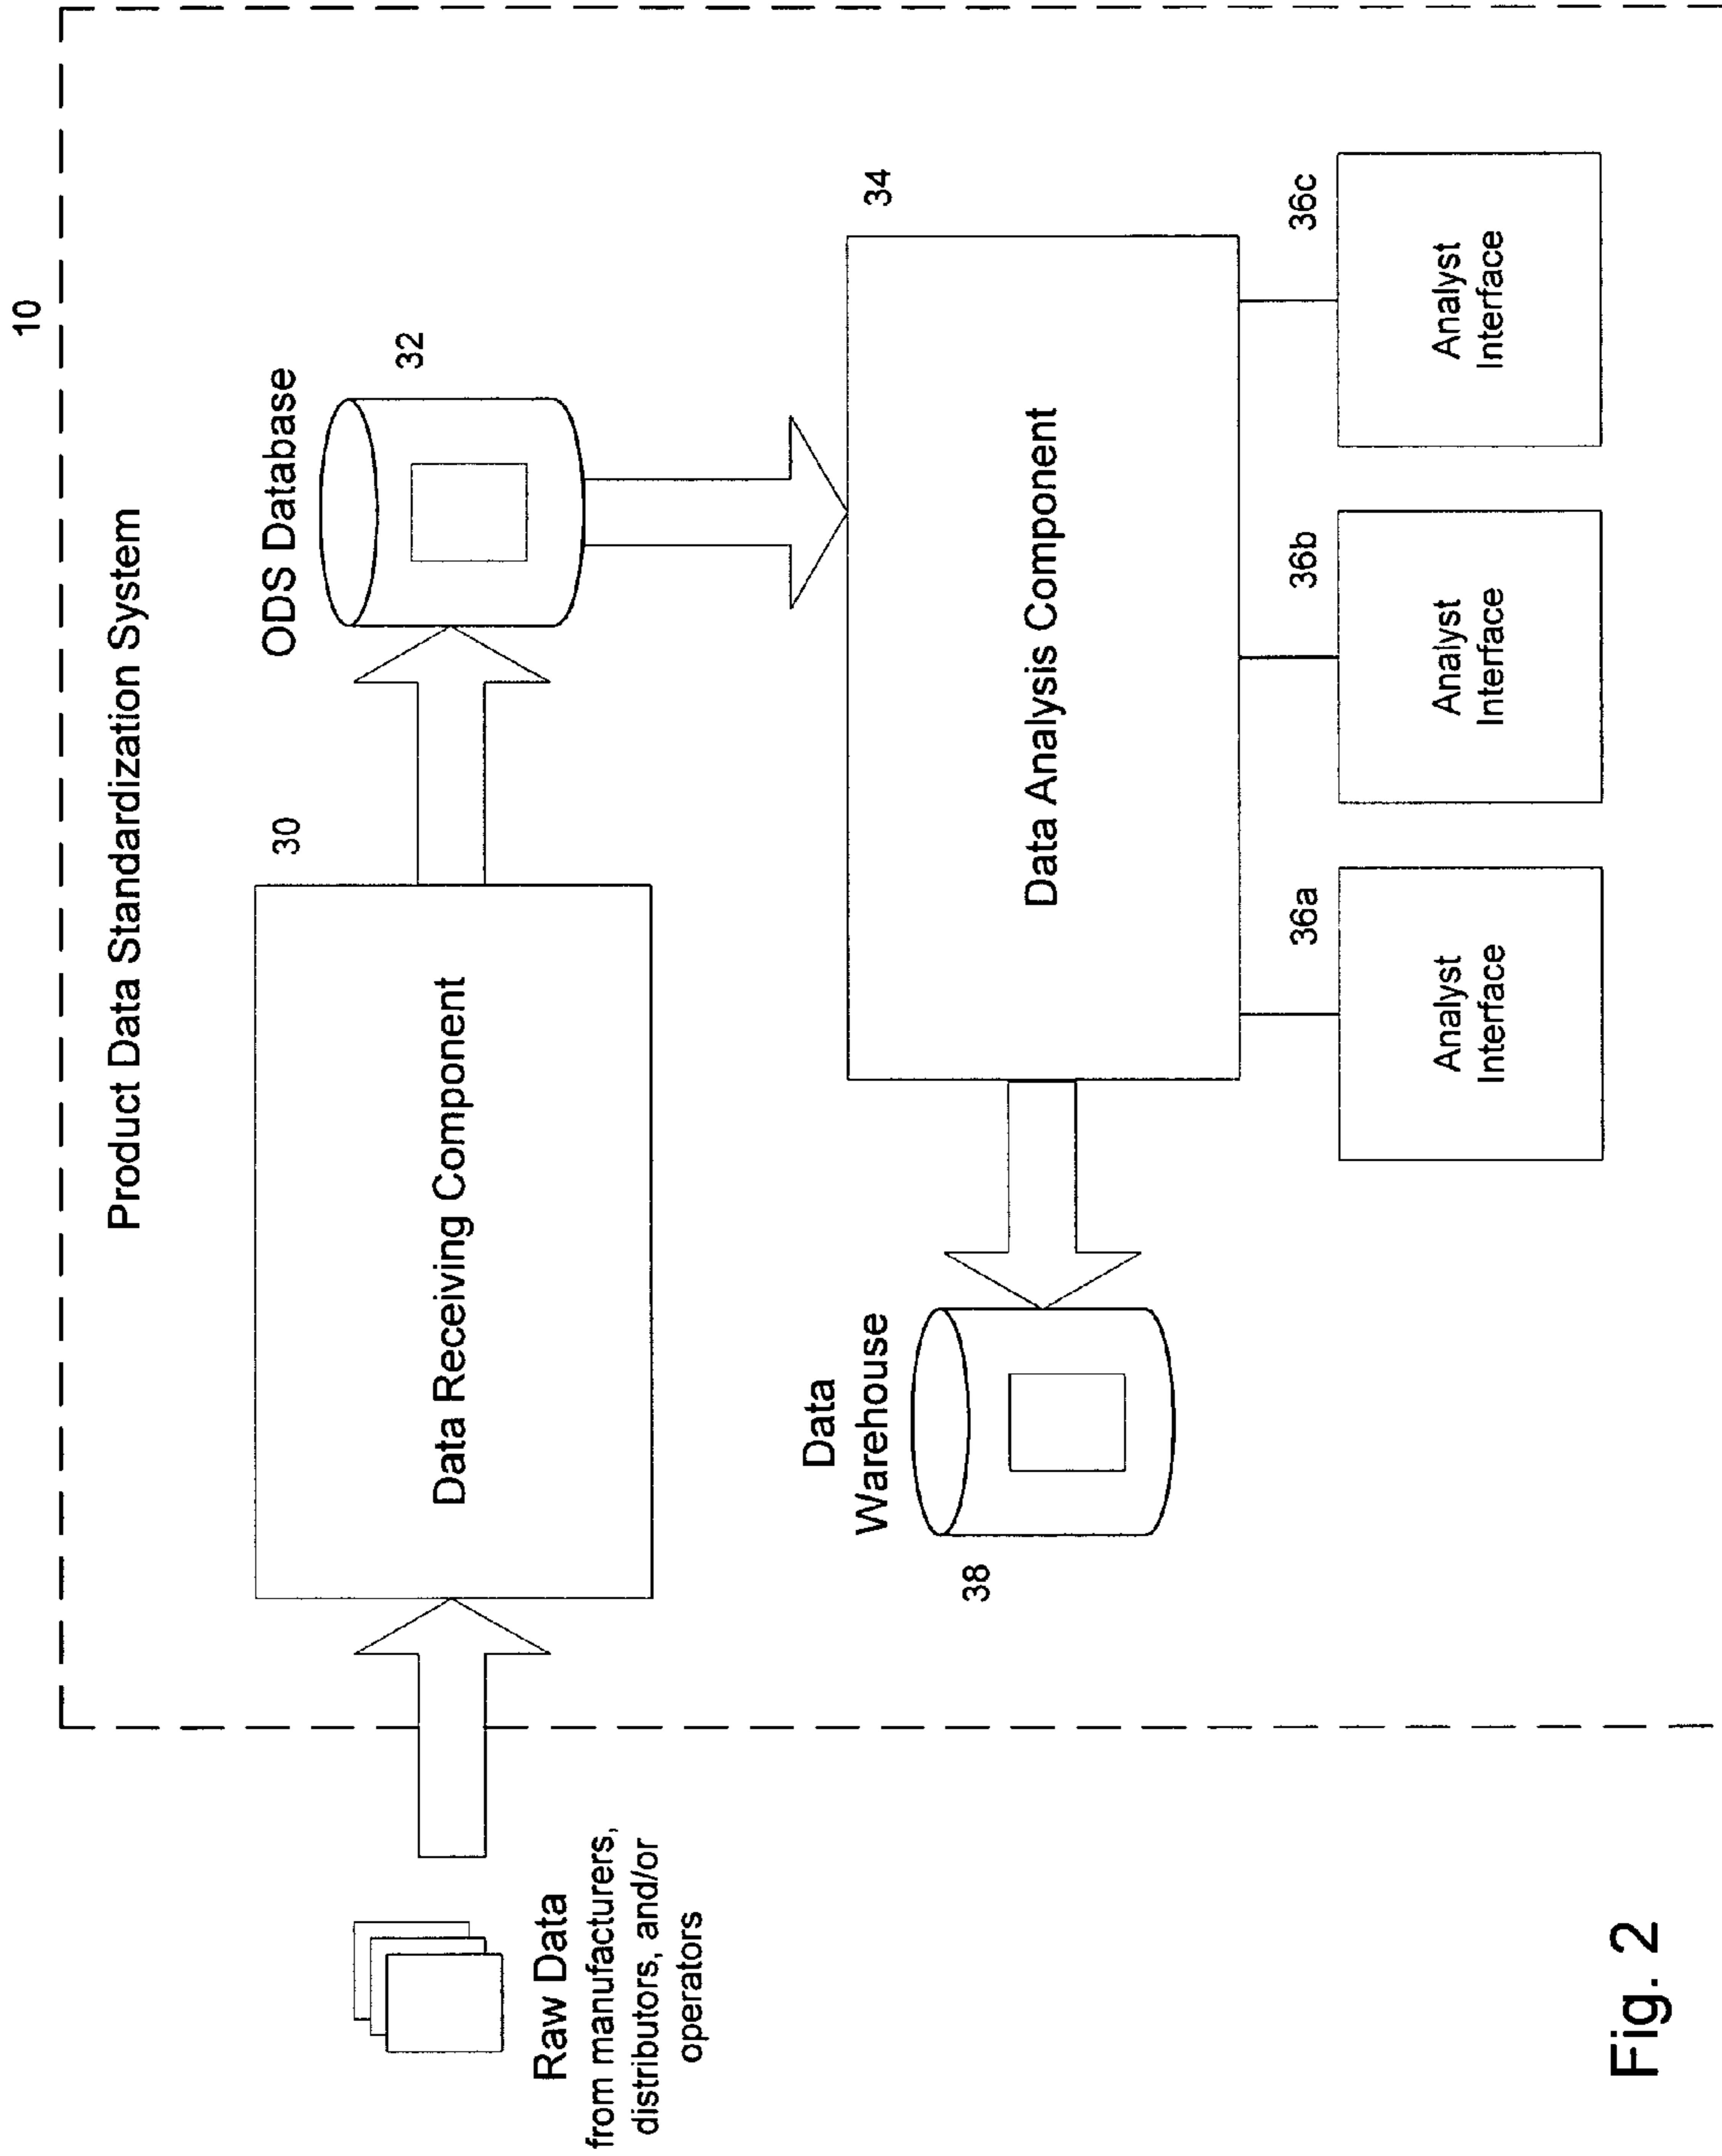 10
Product Data Standardization System
ODS Database
32
30
Data Receiving Component
Raw Data
from manufacturers,
distributors, and/or
operators
34
Data Analysis Component
Data
Warehouse
38
36a
Analyst
Interface
36b
Analyst
Interface
36c
Analyst
Interface
Fig. 2